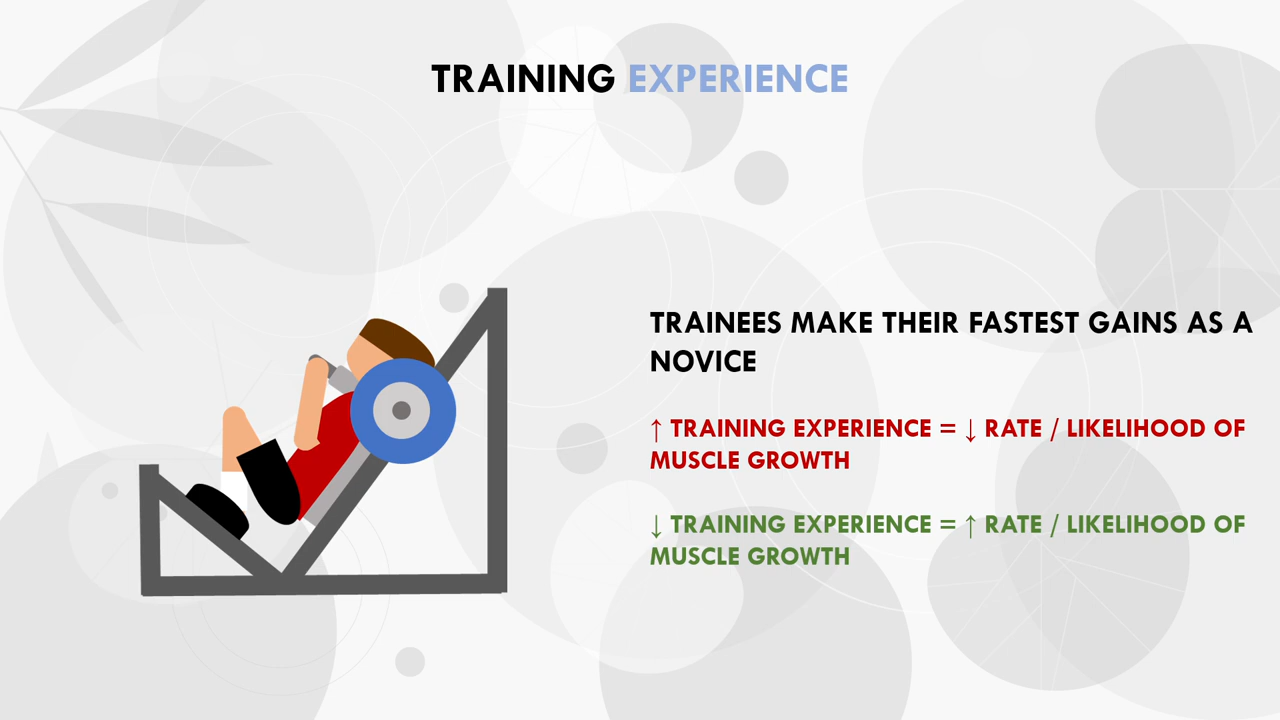 TRAINING EXPERIENCE
TRAINEES MAKE THEIR FASTEST GAINS AS A
NOVICE
↑ TRAINING EXPERIENCE = ↓ RATE / LIKELIHOOD OF
MUSCLE GROWTH
↓ TRAINING EXPERIENCE = ↑ RATE / LIKELIHOOD OF
MUSCLE GROWTH